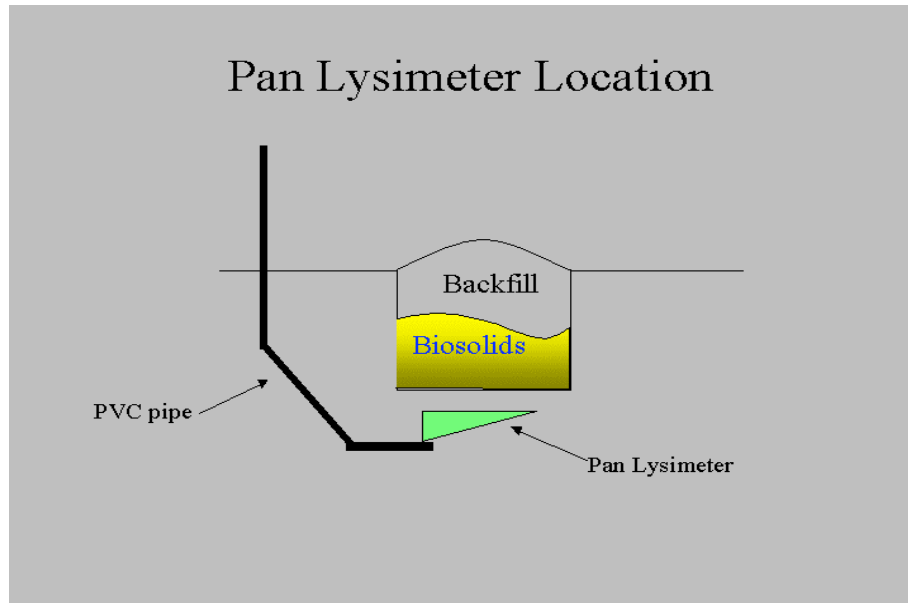 Pan Lysimeter Location
Backfill
Biosolids
PVC pipe
Pan Lysimeter